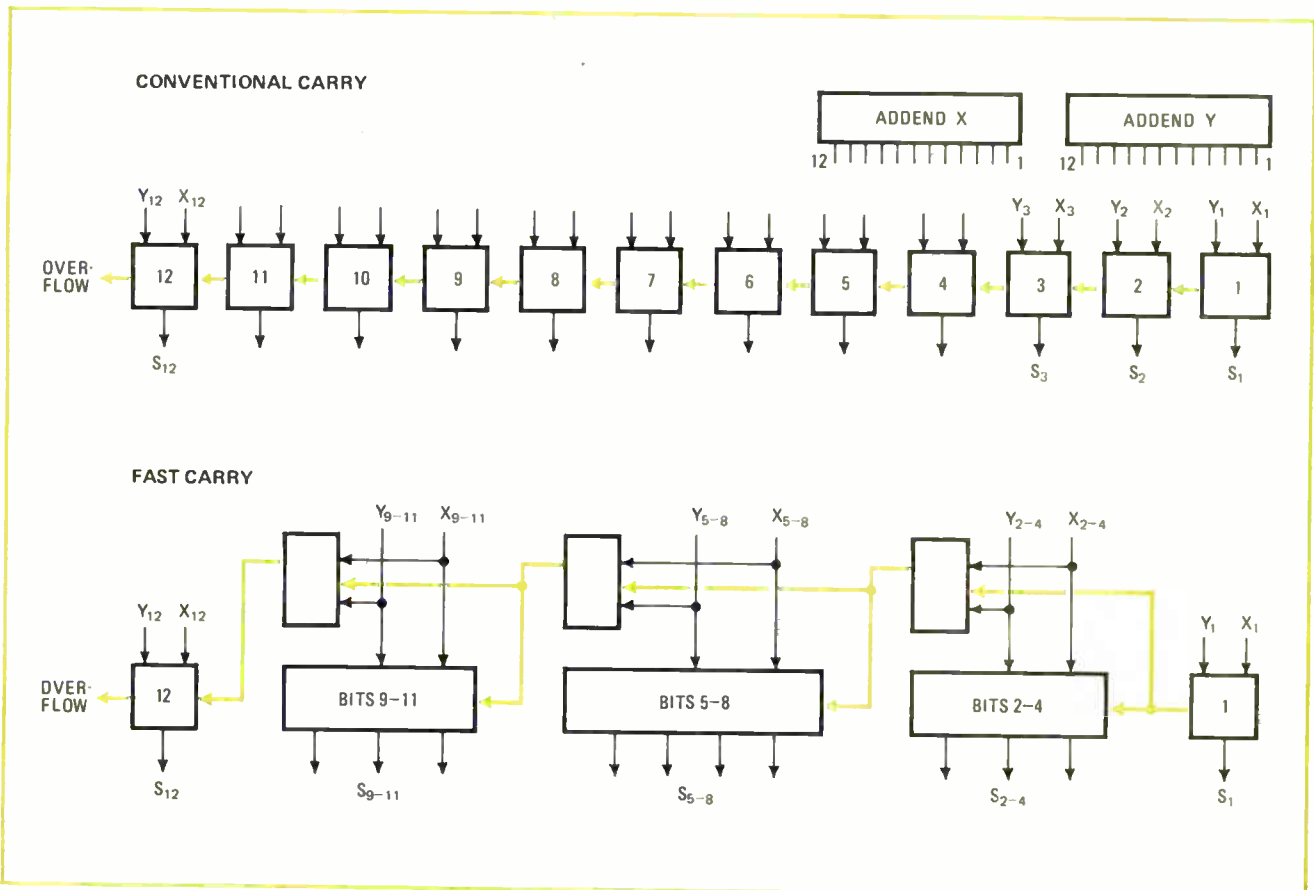 CONVENTIONAL CARRY
ADDEND X
ADDEND Y
12 1
12 1
Y₁₂ X₁₂
Y₃ X₃ Y₂ X₂ Y₁ X₁
OVER-
FLOW
12 11 10 9 8 7 6 5 4 3 2 1
S₁₂ S₃ S₂ S₁
FAST CARRY
Y₉₋₁₁ X₉₋₁₁ Y₅₋₈ X₅₋₈ Y₂₋₄ X₂₋₄
Y₁₂ X₁₂ Y₁ X₁
OVER-
FLOW
12 BITS 9-11 BITS 5-8 BITS 2-4 1
S₁₂ S₉₋₁₁ S₅₋₈ S₂₋₄ S₁